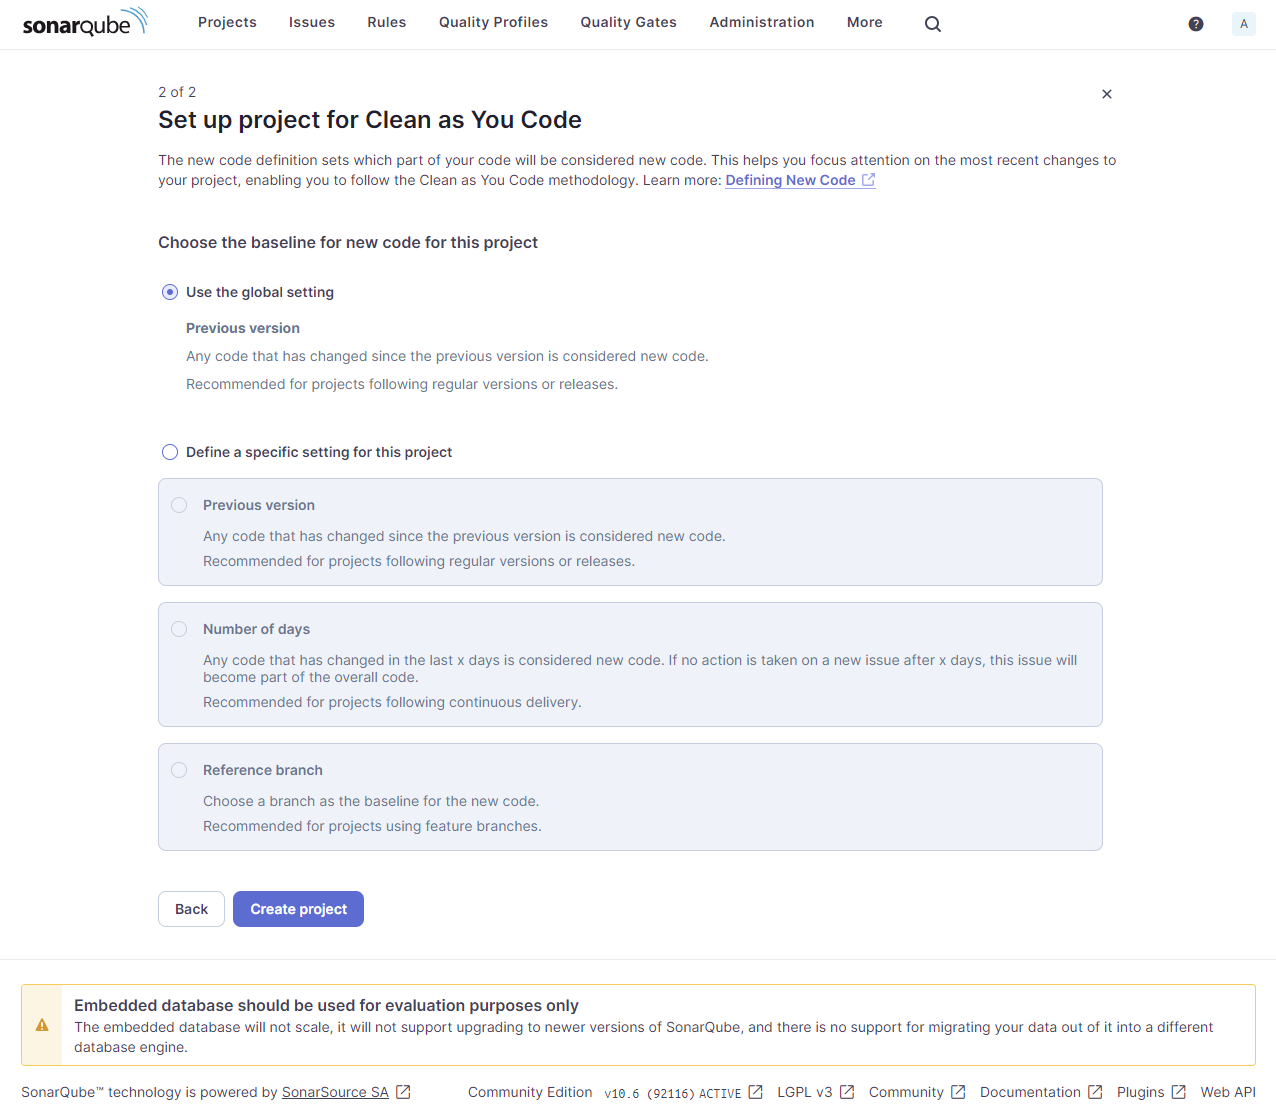 sonarqube
Projects Issues Rules Quality Profiles Quality Gates Administration More
? A
2 of 2
Set up project for Clean as You Code
The new code definition sets which part of your code will be considered new code. This helps you focus attention on the most recent changes to
your project, enabling you to follow the Clean as You Code methodology. Learn more: Defining New Code
Choose the baseline for new code for this project
Use the global setting
Previous version
Any code that has changed since the previous version is considered new code.
Recommended for projects following regular versions or releases.
Define a specific setting for this project
Previous version
Any code that has changed since the previous version is considered new code.
Recommended for projects following regular versions or releases.
Number of days
Any code that has changed in the last x days is considered new code. If no action is taken on a new issue after x days, this issue will
become part of the overall code.
Recommended for projects following continuous delivery.
Reference branch
Choose a branch as the baseline for the new code.
Recommended for projects using feature branches.
Back Create project
Embedded database should be used for evaluation purposes only
The embedded database will not scale, it will not support upgrading to newer versions of SonarQube, and there is no support for migrating your data out of it into a different
database engine.
SonarQube™ technology is powered by SonarSource SA Community Edition v10.6 (92116) ACTIVE LGPL v3 Community Documentation Plugins Web API